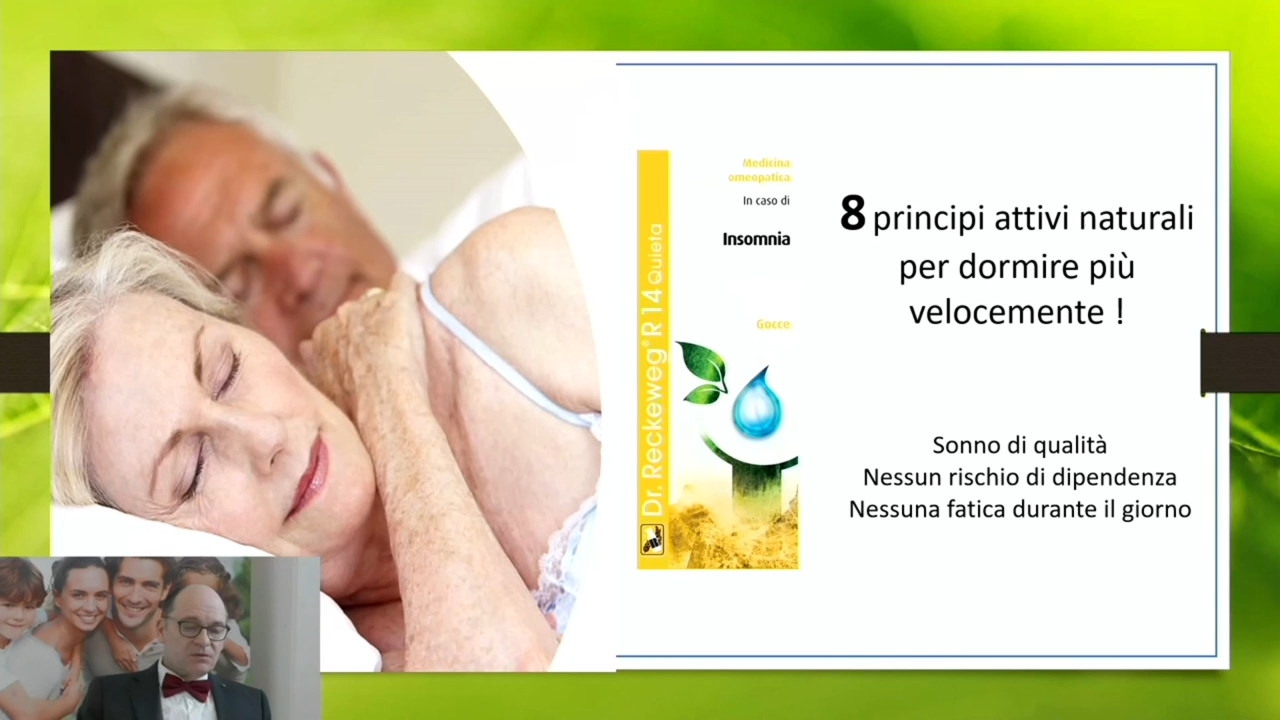 Medicina
omeopatica
In caso di
Insomnia
Gocce
Dr. Reckeweg® R 14 Quieta
8 principi attivi naturali
per dormire più
velocemente !
Sonno di qualità
Nessun rischio di dipendenza
Nessuna fatica durante il giorno